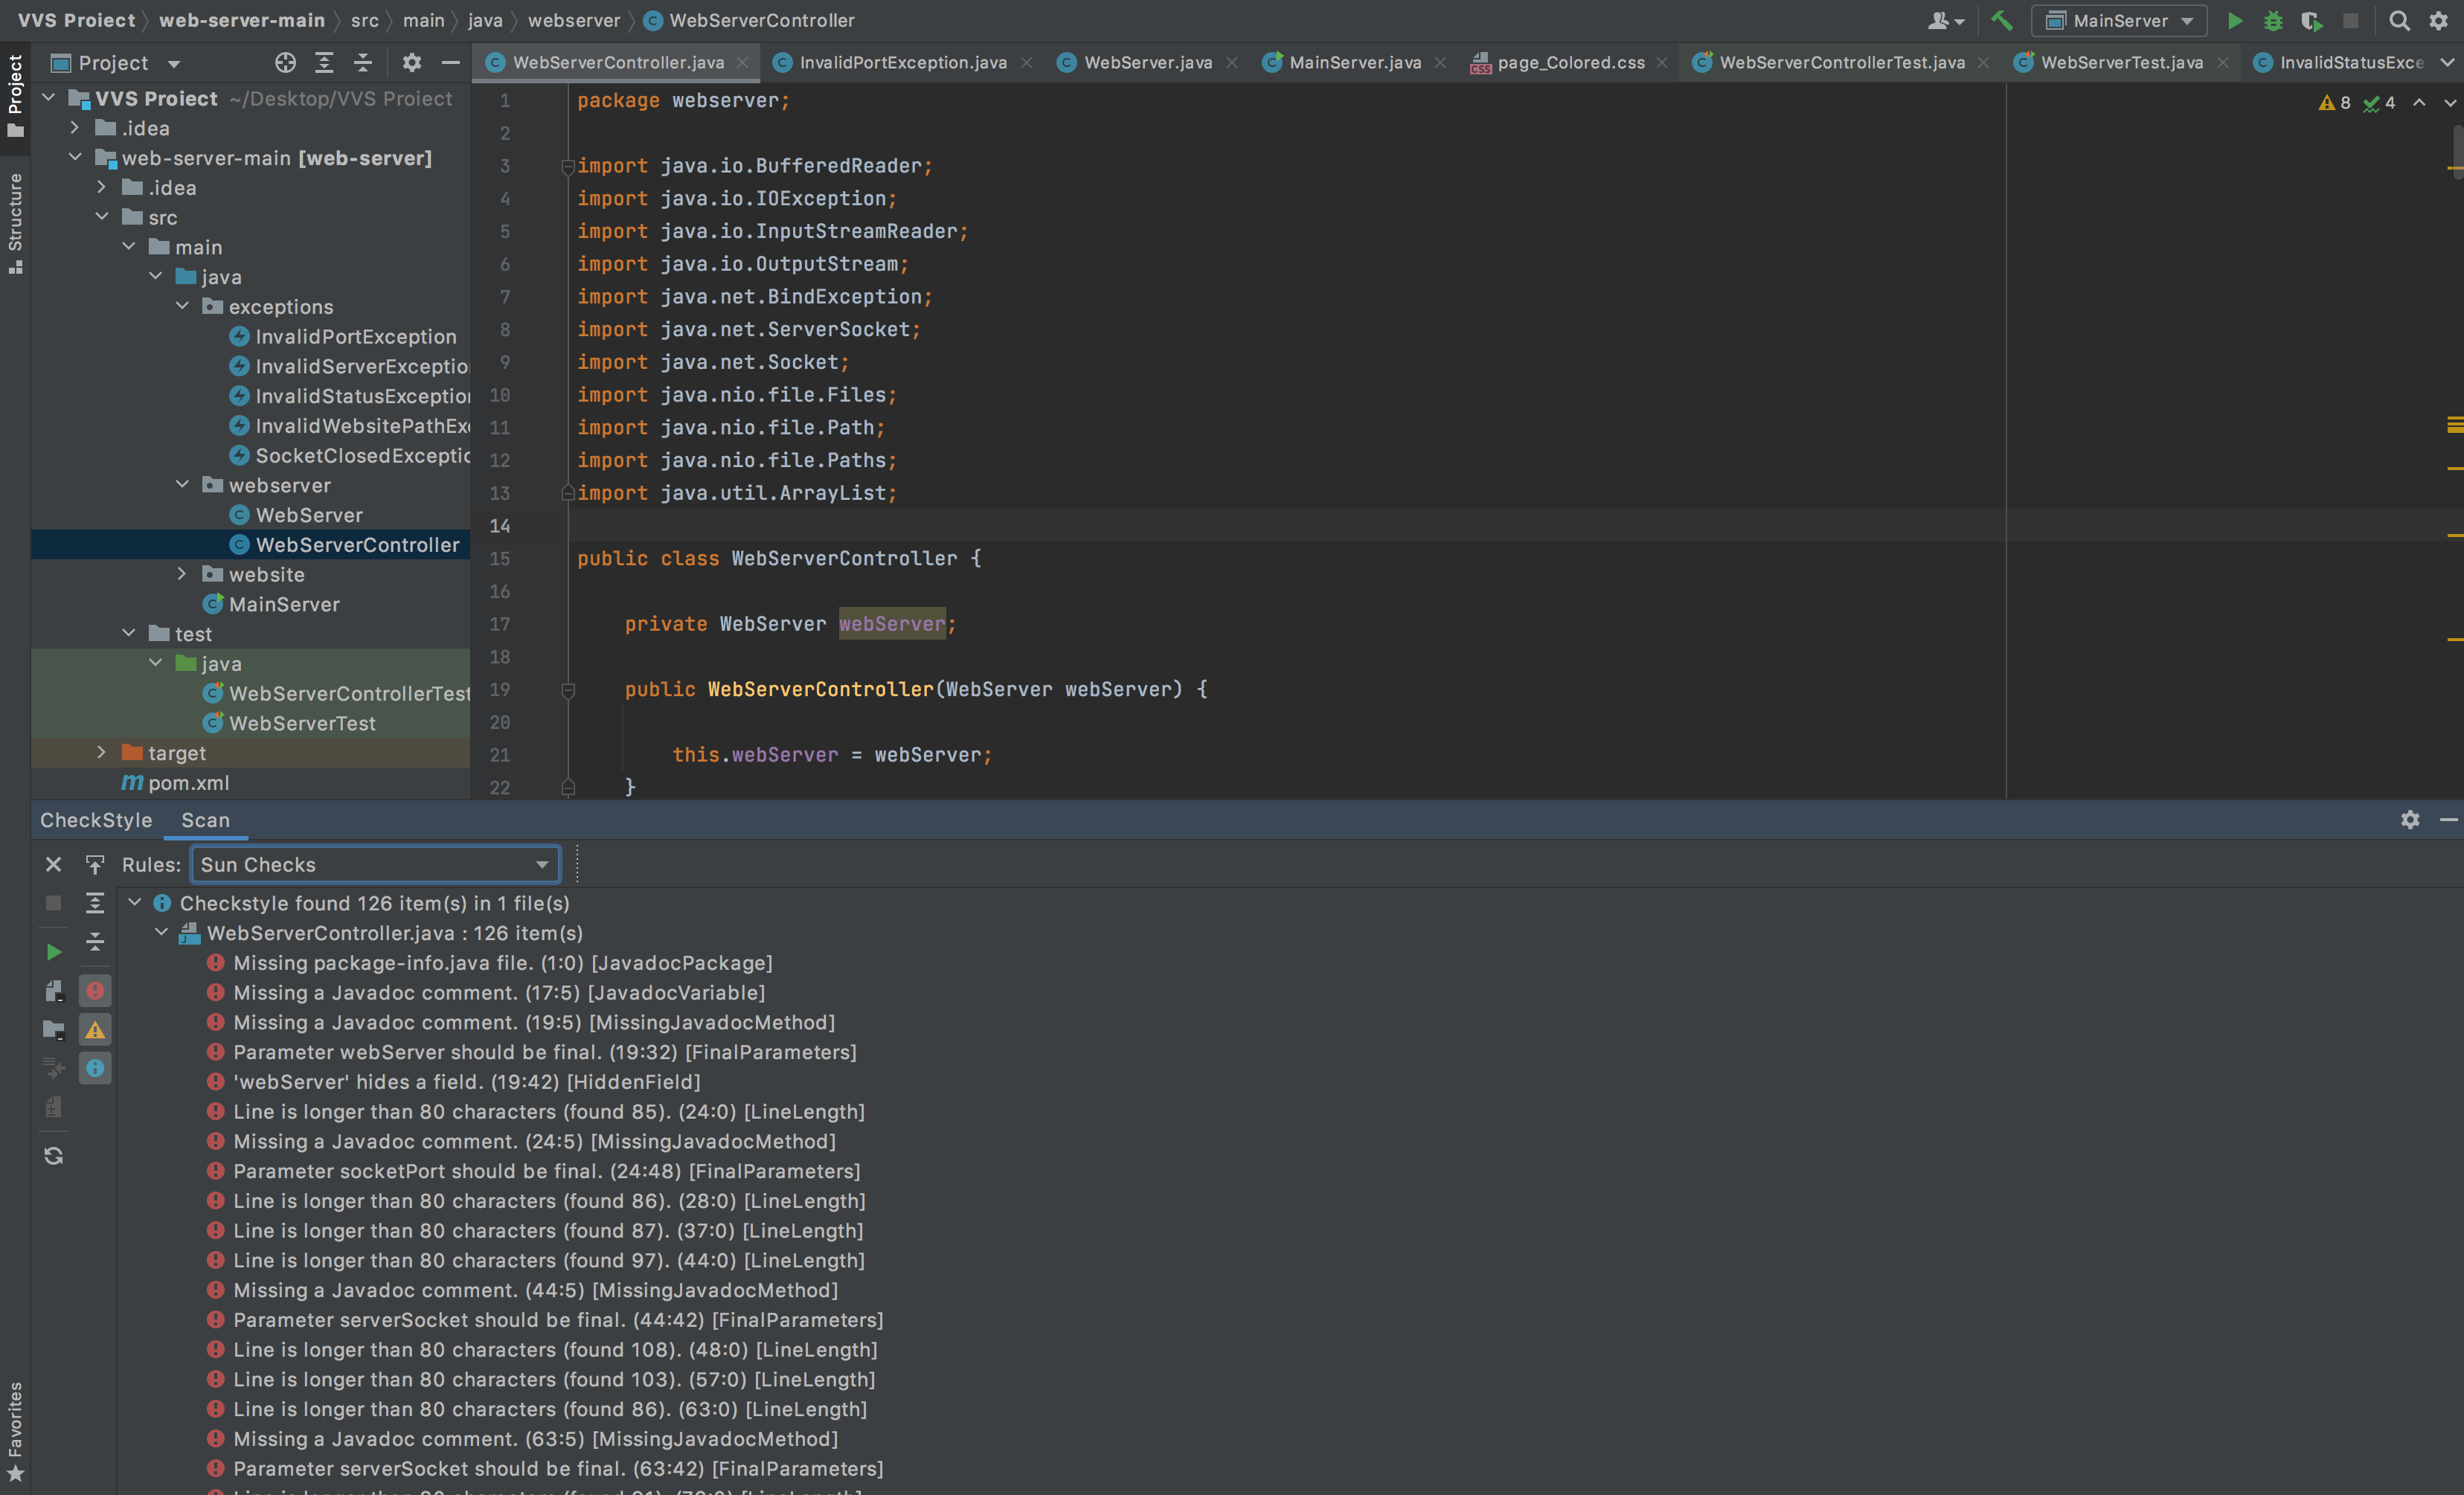 VVS Project web-server-main src main java webserver WebServerController
MainServer
Project
WebServerController.java InvalidPortException.java WebServer.java MainServer.java page_Colored.css WebServerControllerTest.java WebServerTest.java InvalidStatusExce
Project
Structure
Favorites
VVS Project ~/Desktop/VVS Project
.idea
web-server-main [web-server]
.idea
src
main
java
exceptions
InvalidPortException
InvalidServerExceptio
InvalidStatusExceptio
InvalidWebsitePathEx
SocketClosedExceptio
webserver
WebServer
WebServerController
website
MainServer
test
java
WebServerControllerTest
WebServerTest
target
pom.xml
8 4
1 package webserver;
2
3 import java.io.BufferedReader;
4 import java.io.IOException;
5 import java.io.InputStreamReader;
6 import java.io.OutputStream;
7 import java.net.BindException;
8 import java.net.ServerSocket;
9 import java.net.Socket;
10 import java.nio.file.Files;
11 import java.nio.file.Path;
12 import java.nio.file.Paths;
13 import java.util.ArrayList;
14
15 public class WebServerController {
16
17 private WebServer webServer;
18
19 public WebServerController(WebServer webServer) {
20
21 this.webServer = webServer;
22 }
CheckStyle Scan
Rules: Sun Checks
Checkstyle found 126 item(s) in 1 file(s)
WebServerController.java : 126 item(s)
Missing package-info.java file. (1:0) [JavadocPackage]
Missing a Javadoc comment. (17:5) [JavadocVariable]
Missing a Javadoc comment. (19:5) [MissingJavadocMethod]
Parameter webServer should be final. (19:32) [FinalParameters]
'webServer' hides a field. (19:42) [HiddenField]
Line is longer than 80 characters (found 85). (24:0) [LineLength]
Missing a Javadoc comment. (24:5) [MissingJavadocMethod]
Parameter socketPort should be final. (24:48) [FinalParameters]
Line is longer than 80 characters (found 86). (28:0) [LineLength]
Line is longer than 80 characters (found 87). (37:0) [LineLength]
Line is longer than 80 characters (found 97). (44:0) [LineLength]
Missing a Javadoc comment. (44:5) [MissingJavadocMethod]
Parameter serverSocket should be final. (44:42) [FinalParameters]
Line is longer than 80 characters (found 108). (48:0) [LineLength]
Line is longer than 80 characters (found 103). (57:0) [LineLength]
Line is longer than 80 characters (found 86). (63:0) [LineLength]
Missing a Javadoc comment. (63:5) [MissingJavadocMethod]
Parameter serverSocket should be final. (63:42) [FinalParameters]